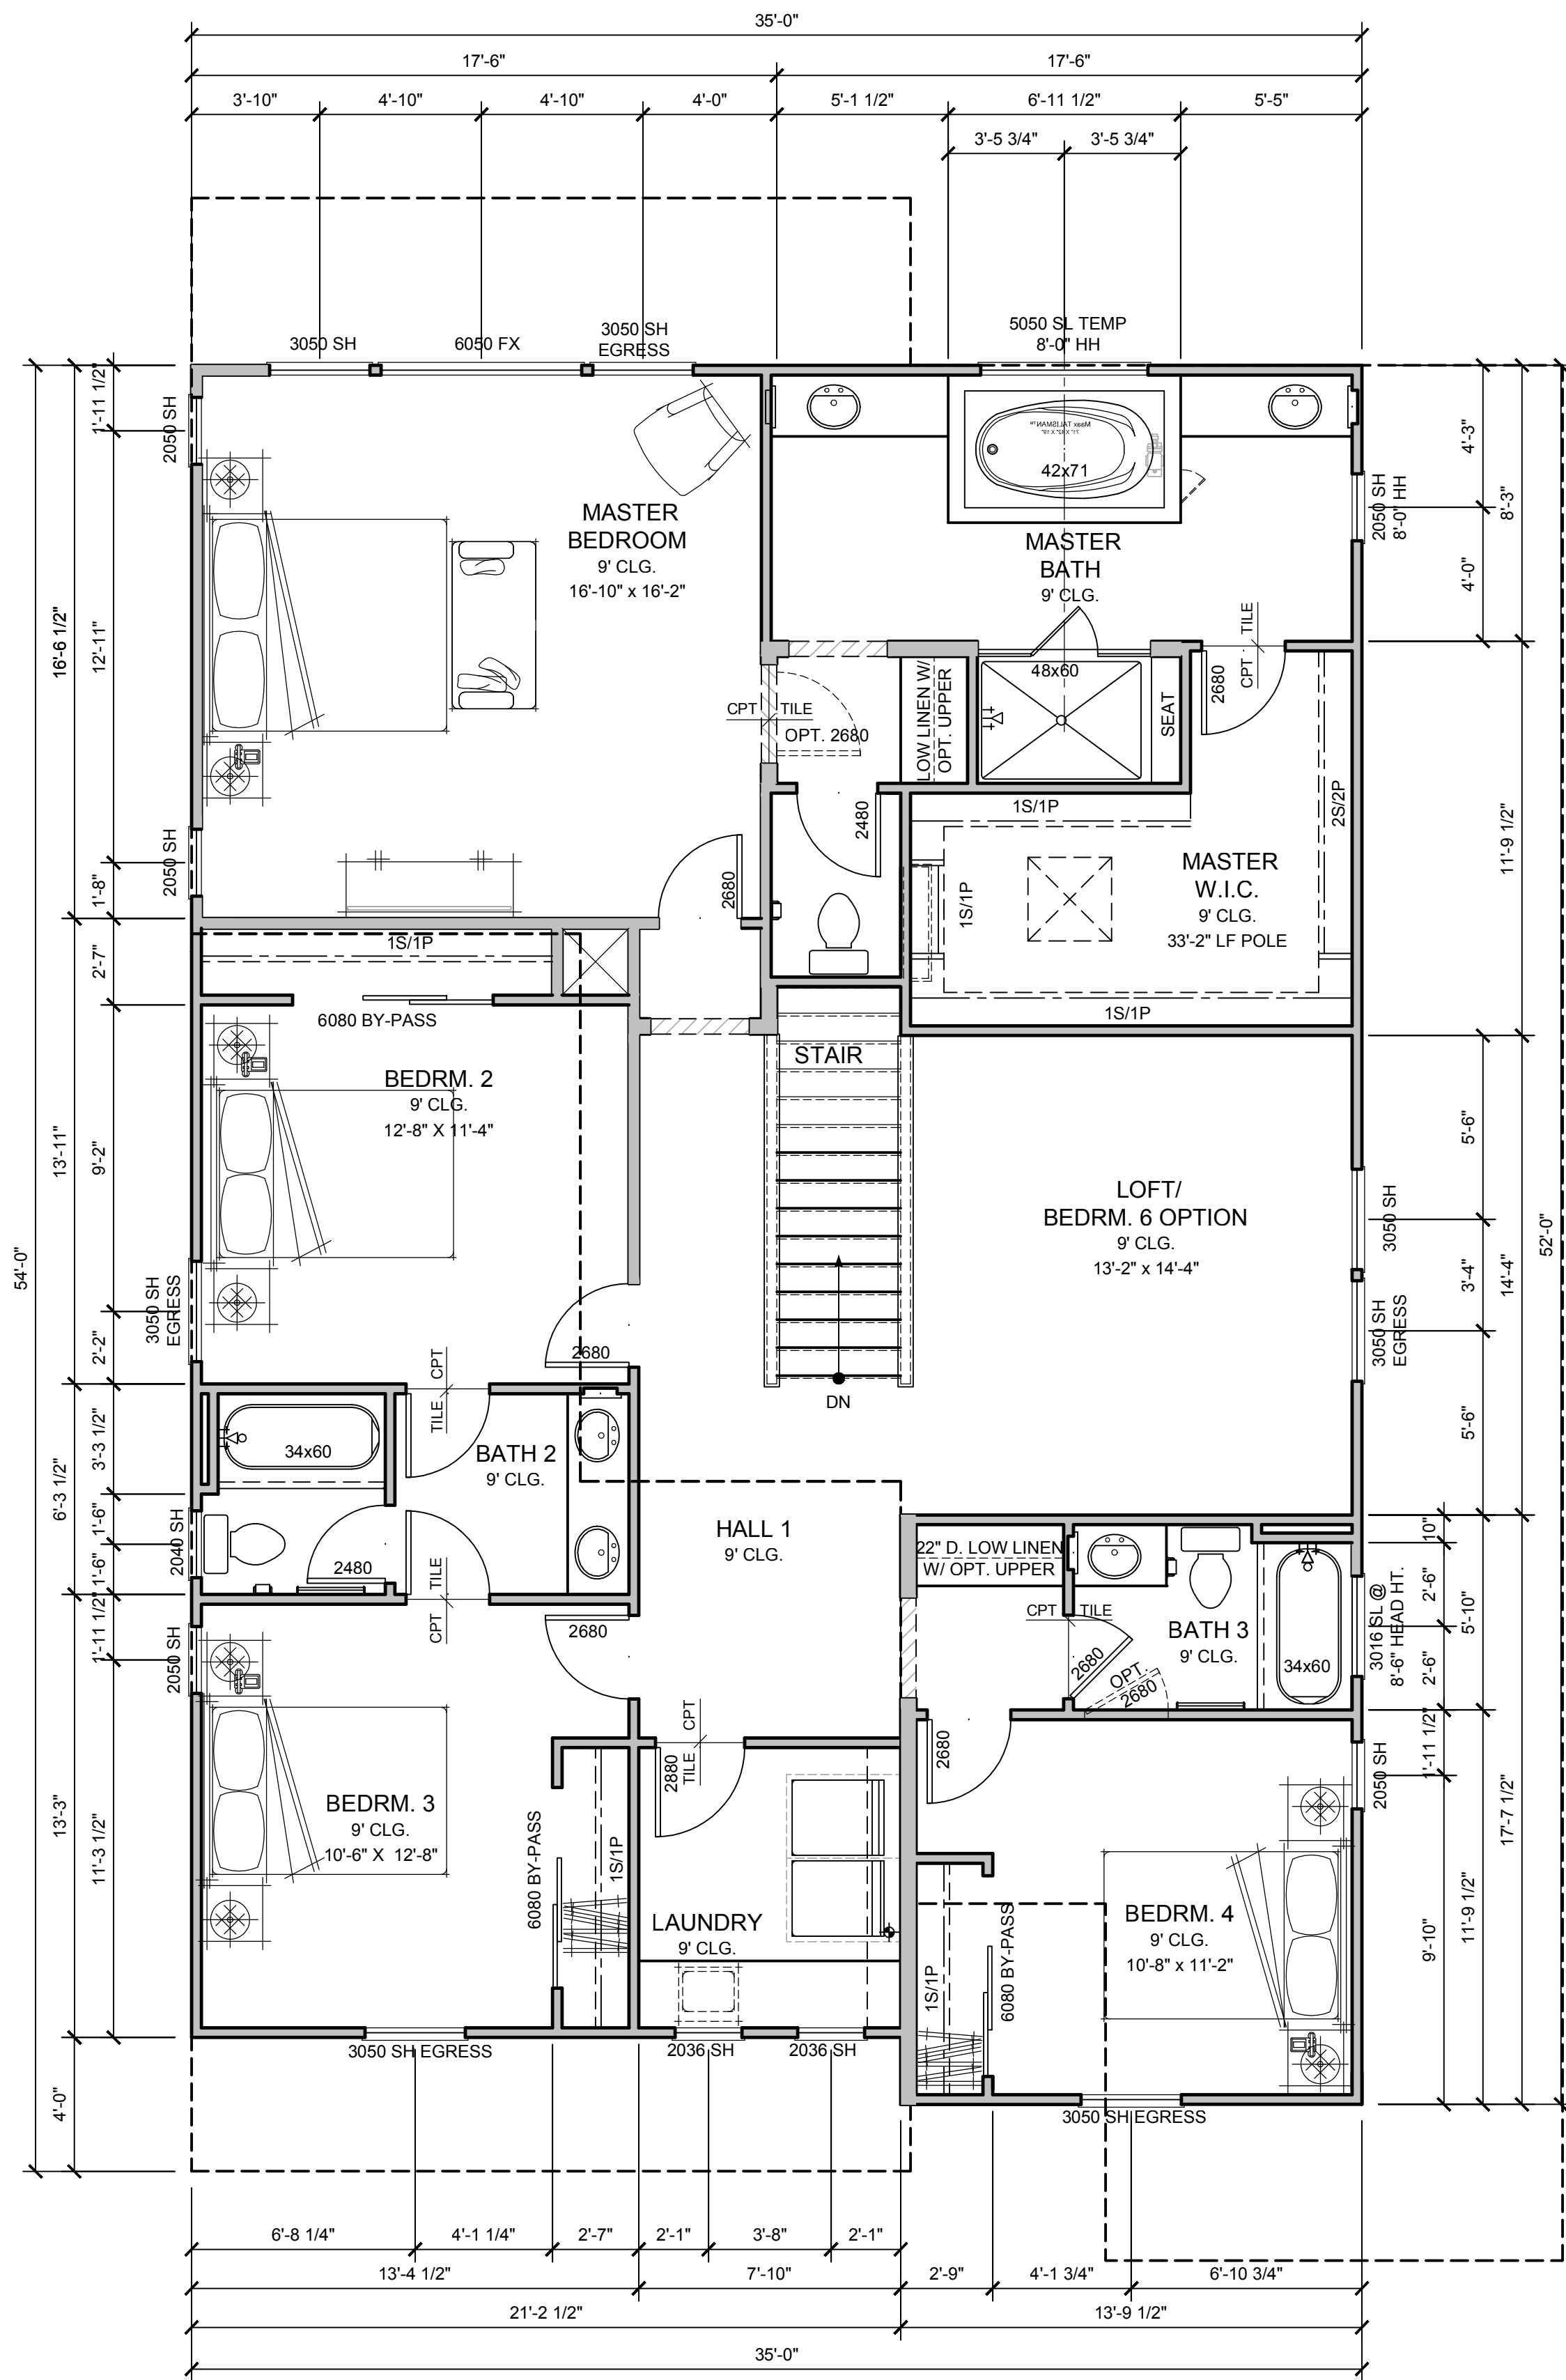 35'-0"
17'-6" 17'-6"
3'-10" 4'-10" 4'-10" 4'-0" 5'-1 1/2" 6'-11 1/2" 5'-5"
3'-5 3/4" 3'-5 3/4"
3050 SH
6050 FX
3050 SH
EGRESS
5050 SL TEMP
8'-0" HH
2050 SH
2050 SH
MASTER
BEDROOM
9' CLG.
16'-10" x 16'-2"
Maax TALISMAN™
71" X 42" X 19"
42x71
MASTER
BATH
9' CLG.
2050 SH
8'-0" HH
CPT TILE
OPT. 2680
LOW LINEN W/
OPT. UPPER
48x60
SEAT
2680
CPT TILE
2480
2680
1S/1P
1S/1P
2S/2P
1S/1P
MASTER
W.I.C.
9' CLG.
33'-2" LF POLE
1S/1P
6080 BY-PASS
BEDRM. 2
9' CLG.
12'-8" X 11'-4"
3050 SH
EGRESS
2680
STAIR
DN
LOFT/
BEDRM. 6 OPTION
9' CLG.
13'-2" x 14'-4"
3050 SH
3050 SH
EGRESS
TILE CPT
34x60
BATH 2
9' CLG.
2040 SH
2480
CPT TILE
HALL 1
9' CLG.
22" D. LOW LINEN
W/ OPT. UPPER
CPT TILE
2680
OPT.
2680
BATH 3
9' CLG.
34x60
3016 SL @
8'-6" HEAD HT.
2050 SH
2680
BEDRM. 3
9' CLG.
10'-6" X 12'-8"
6080 BY-PASS
1S/1P
2880
TILE CPT
LAUNDRY
9' CLG.
2680
2050 SH
BEDRM. 4
9' CLG.
10'-8" x 11'-2"
1S/1P
6080 BY-PASS
3050 SH EGRESS
2036 SH
2036 SH
3050 SH EGRESS
54'-0"
16'-6 1/2"
13'-11"
6'-3 1/2"
13'-3"
4'-0"
1'-11 1/2"
12'-11"
1'-8"
2'-7"
9'-2"
2'-2"
3'-3 1/2"
1'-6"
1'-6"
1'-11 1/2"
11'-3 1/2"
4'-3"
4'-0"
8'-3"
11'-9 1/2"
5'-6"
3'-4"
5'-6"
14'-4"
52'-0"
10"
2'-6"
2'-6"
5'-10"
1'-11 1/2"
9'-10"
11'-9 1/2"
17'-7 1/2"
6'-8 1/4" 4'-1 1/4" 2'-7" 2'-1" 3'-8" 2'-1"
13'-4 1/2" 7'-10" 2'-9" 4'-1 3/4" 6'-10 3/4"
21'-2 1/2" 13'-9 1/2"
35'-0"